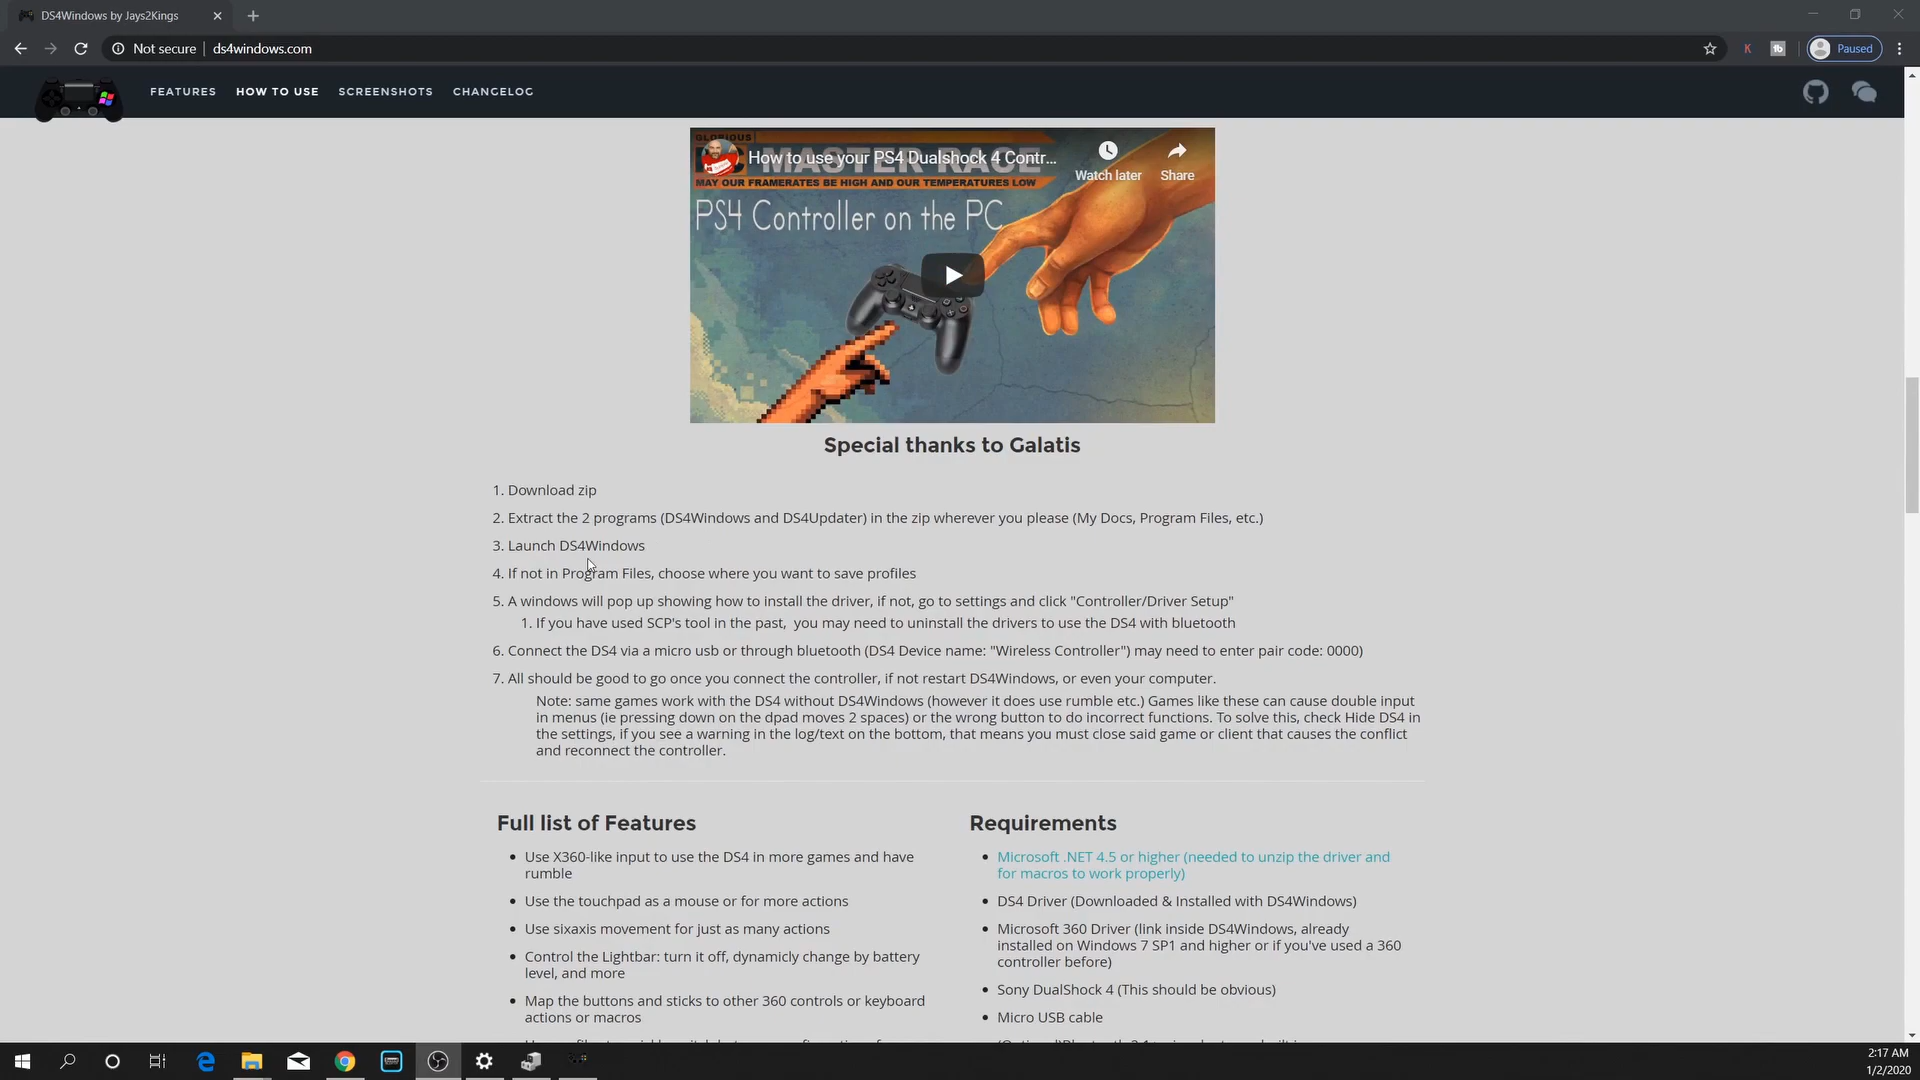 DS4Windows by Jays2Kings
Not secure
ds4windows.com
K
Paused
FEATURES
HOW TO USE
SCREENSHOTS
CHANGELOG
GLORIOUS
MASTER RACE
How to use your PS4 Dualshock 4 Contr...
Watch later
Share
MAY OUR FRAMERATES BE HIGH AND OUR TEMPERATURES LOW
PS4 Controller on the PC
Special thanks to Galatis
1. Download zip
2. Extract the 2 programs (DS4Windows and DS4Updater) in the zip wherever you please (My Docs, Program Files, etc.)
3. Launch DS4Windows
4. If not in Program Files, choose where you want to save profiles
5. A windows will pop up showing how to install the driver, if not, go to settings and click "Controller/Driver Setup"
1. If you have used SCP's tool in the past, you may need to uninstall the drivers to use the DS4 with bluetooth
6. Connect the DS4 via a micro usb or through bluetooth (DS4 Device name: "Wireless Controller") may need to enter pair code: 0000)
7. All should be good to go once you connect the controller, if not restart DS4Windows, or even your computer.
Note: same games work with the DS4 without DS4Windows (however it does use rumble etc.) Games like these can cause double input
in menus (ie pressing down on the dpad moves 2 spaces) or the wrong button to do incorrect functions. To solve this, check Hide DS4 in
the settings, if you see a warning in the log/text on the bottom, that means you must close said game or client that causes the conflict
and reconnect the controller.
Full list of Features
Use X360-like input to use the DS4 in more games and have
rumble
Use the touchpad as a mouse or for more actions
Use sixaxis movement for just as many actions
Control the Lightbar: turn it off, dynamicly change by battery
level, and more
Map the buttons and sticks to other 360 controls or keyboard
actions or macros
Requirements
Microsoft .NET 4.5 or higher (needed to unzip the driver and
for macros to work properly)
DS4 Driver (Downloaded & Installed with DS4Windows)
Microsoft 360 Driver (link inside DS4Windows, already
installed on Windows 7 SP1 and higher or if you've used a 360
controller before)
Sony DualShock 4 (This should be obvious)
Micro USB cable
2:17 AM
1/2/2020